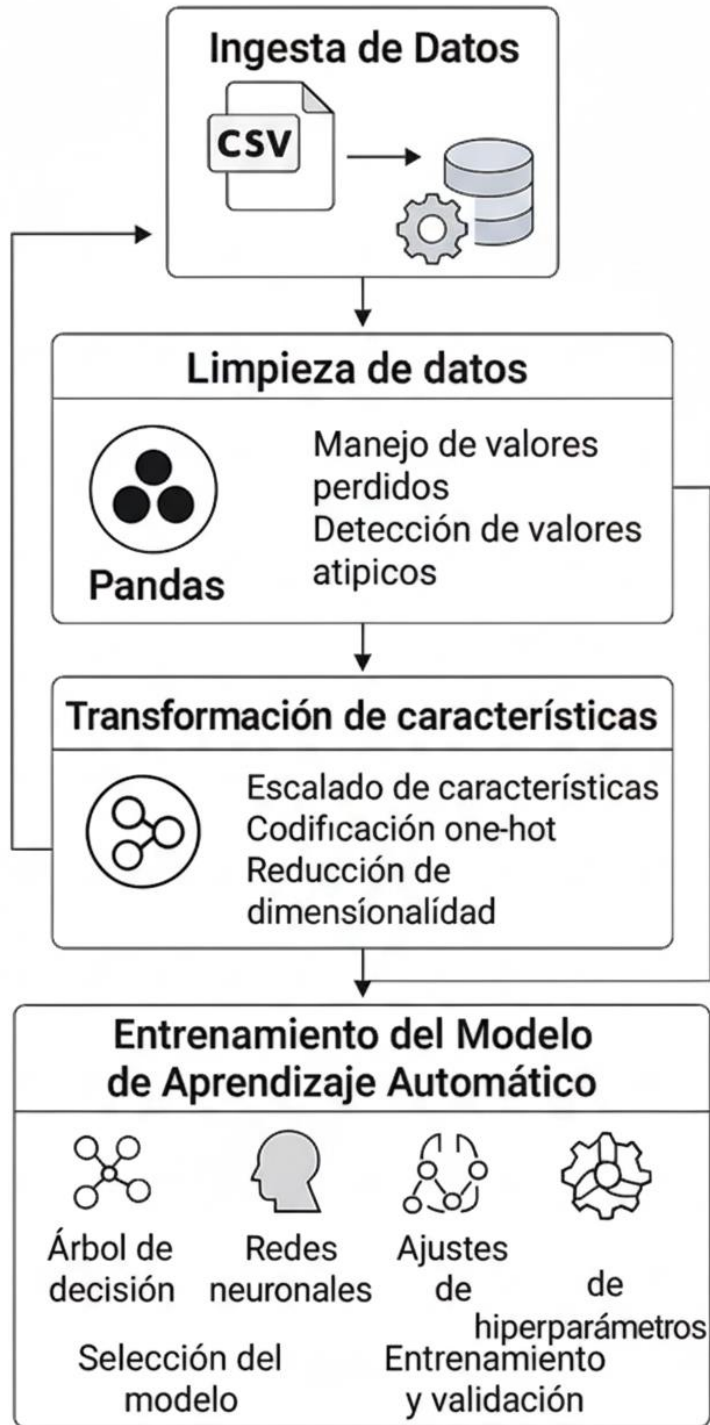 Ingesta de Datos
CSV
Limpieza de datos
Pandas
Manejo de valores
perdidos
Detección de valores
atipicos
Transformación de características
Escalado de características
Codificación one-hot
Reducción de
dimensíonalídad
Entrenamiento del Modelo
de Aprendizaje Automático
Árbol de
decisión
Redes
neuronales
Ajustes
de
de
hiperparámetros
Selección del
modelo
Entrenamiento
y validación